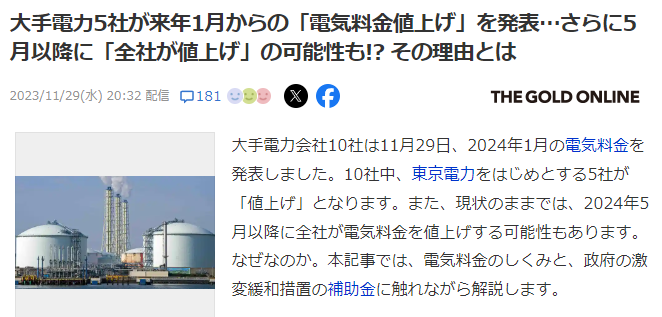 大手電力5社が来年1月からの「電気料金値上げ」を発表…さらに5
月以降に「全社が値上げ」の可能性も!? その理由とは
2023/11/29(水) 20:32 配信
181
THE GOLD ONLINE
大手電力会社10社は11月29日、2024年1月の電気料金を
発表しました。10社中、東京電力をはじめとする5社が
「値上げ」となります。また、現状のままでは、2024年5
月以降に全社が電気料金を値上げする可能性もあります。
なぜなのか。本記事では、電気料金のしくみと、政府の激
変緩和措置の補助金に触れながら解説します。